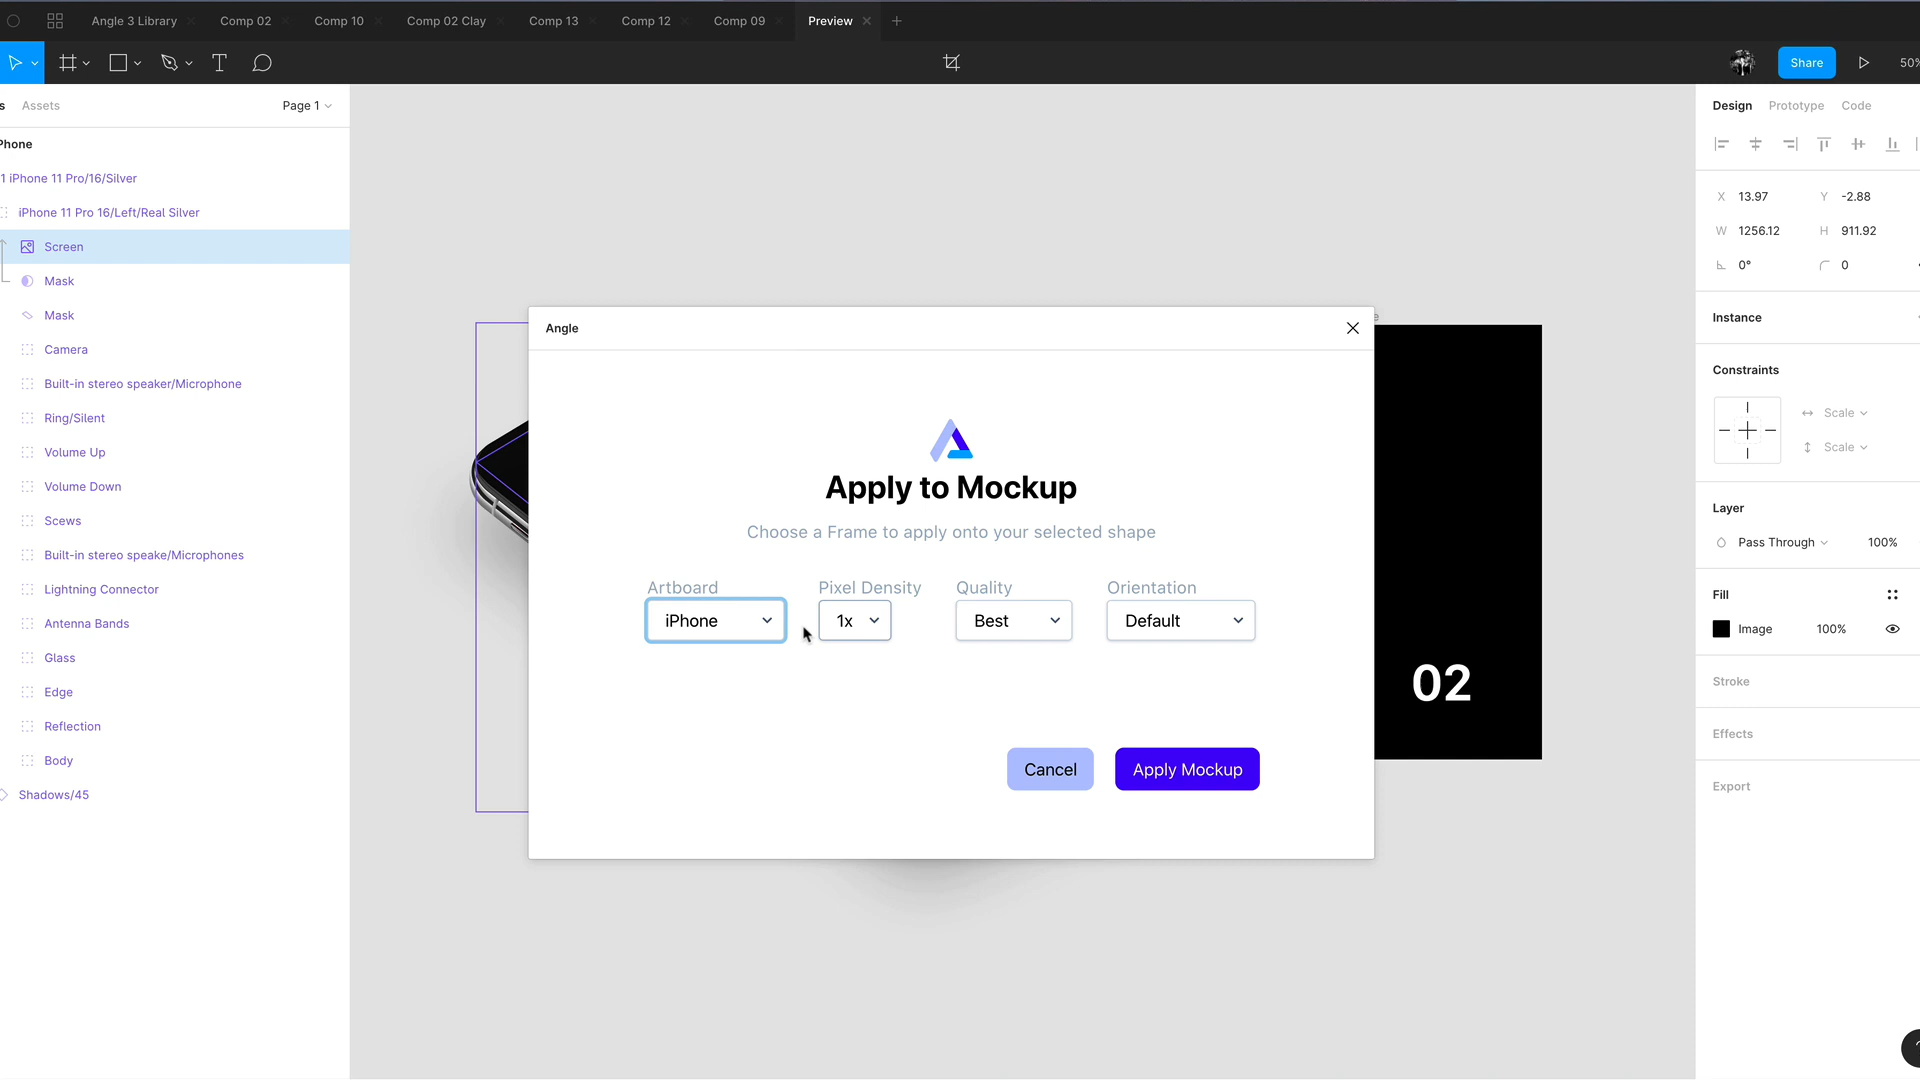 Angle 3 Library
Comp 02
Comp 10
Comp 02 Clay
Comp 13
Comp 12
Comp 09
Preview
Share
50%
s
Assets
Page 1
Phone
1 iPhone 11 Pro/16/Silver
iPhone 11 Pro 16/Left/Real Silver
Screen
Mask
Mask
Camera
Built-in stereo speaker/Microphone
Ring/Silent
Volume Up
Volume Down
Scews
Built-in stereo speake/Microphones
Lightning Connector
Antenna Bands
Glass
Edge
Reflection
Body
Shadows/45
Angle
e
Apply to Mockup
Choose a Frame to apply onto your selected shape
Artboard
Pixel Density
Quality
Orientation
iPhone
1x
Best
Default
Cancel
Apply Mockup
02
Design
Prototype
Code
X 13.97
Y -2.88
W 1256.12
H 911.92
0°
0
Instance
Constraints
Scale
Scale
Layer
Pass Through
100%
Fill
Image
100%
Stroke
Effects
Export